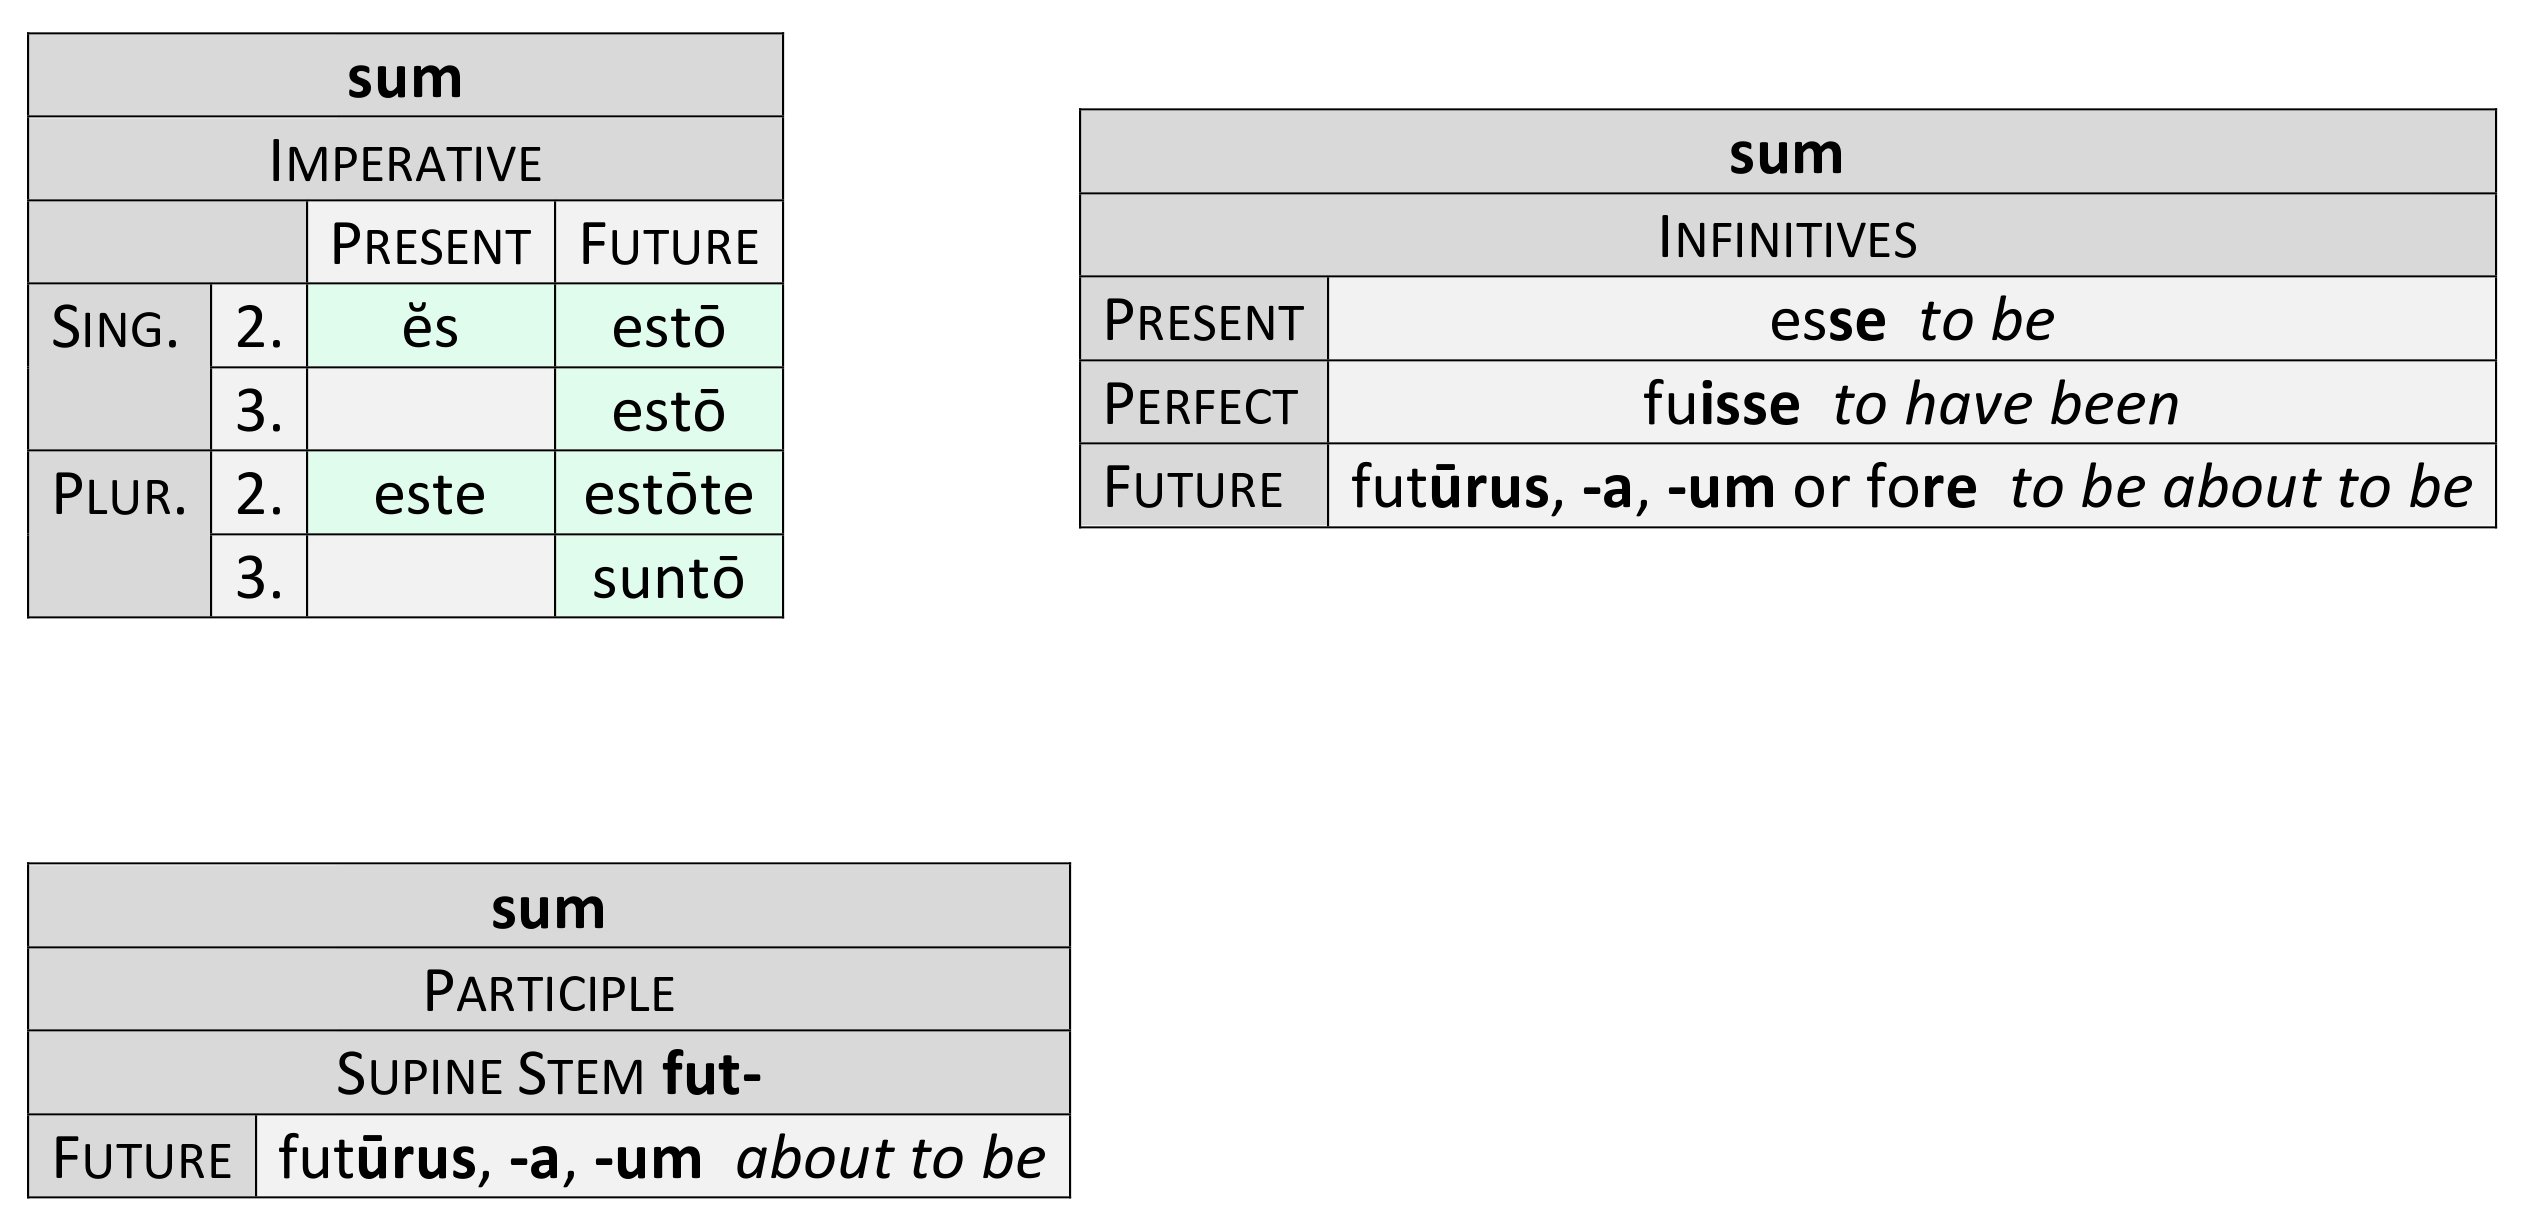 sum
IMPERATIVE
PRESENT FUTURE
SING. 2. ĕs estō
3. estō
PLUR. 2. este estōte
3. suntō
sum
INFINITIVES
PRESENT esse to be
PERFECT fuisse to have been
FUTURE futūrus, -a, -um or fore to be about to be
sum
PARTICIPLE
SUPINE STEM fut-
FUTURE futūrus, -a, -um about to be